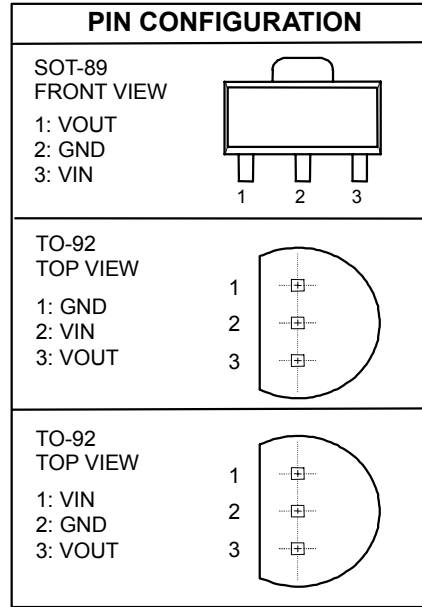 PIN CONFIGURATION
SOT-89
FRONT VIEW
1: VOUT
2: GND
3: VIN
1 2 3
TO-92
TOP VIEW
1: GND
2: VIN
3: VOUT
1
2
3
TO-92
TOP VIEW
1: VIN
2: GND
3: VOUT
1
2
3